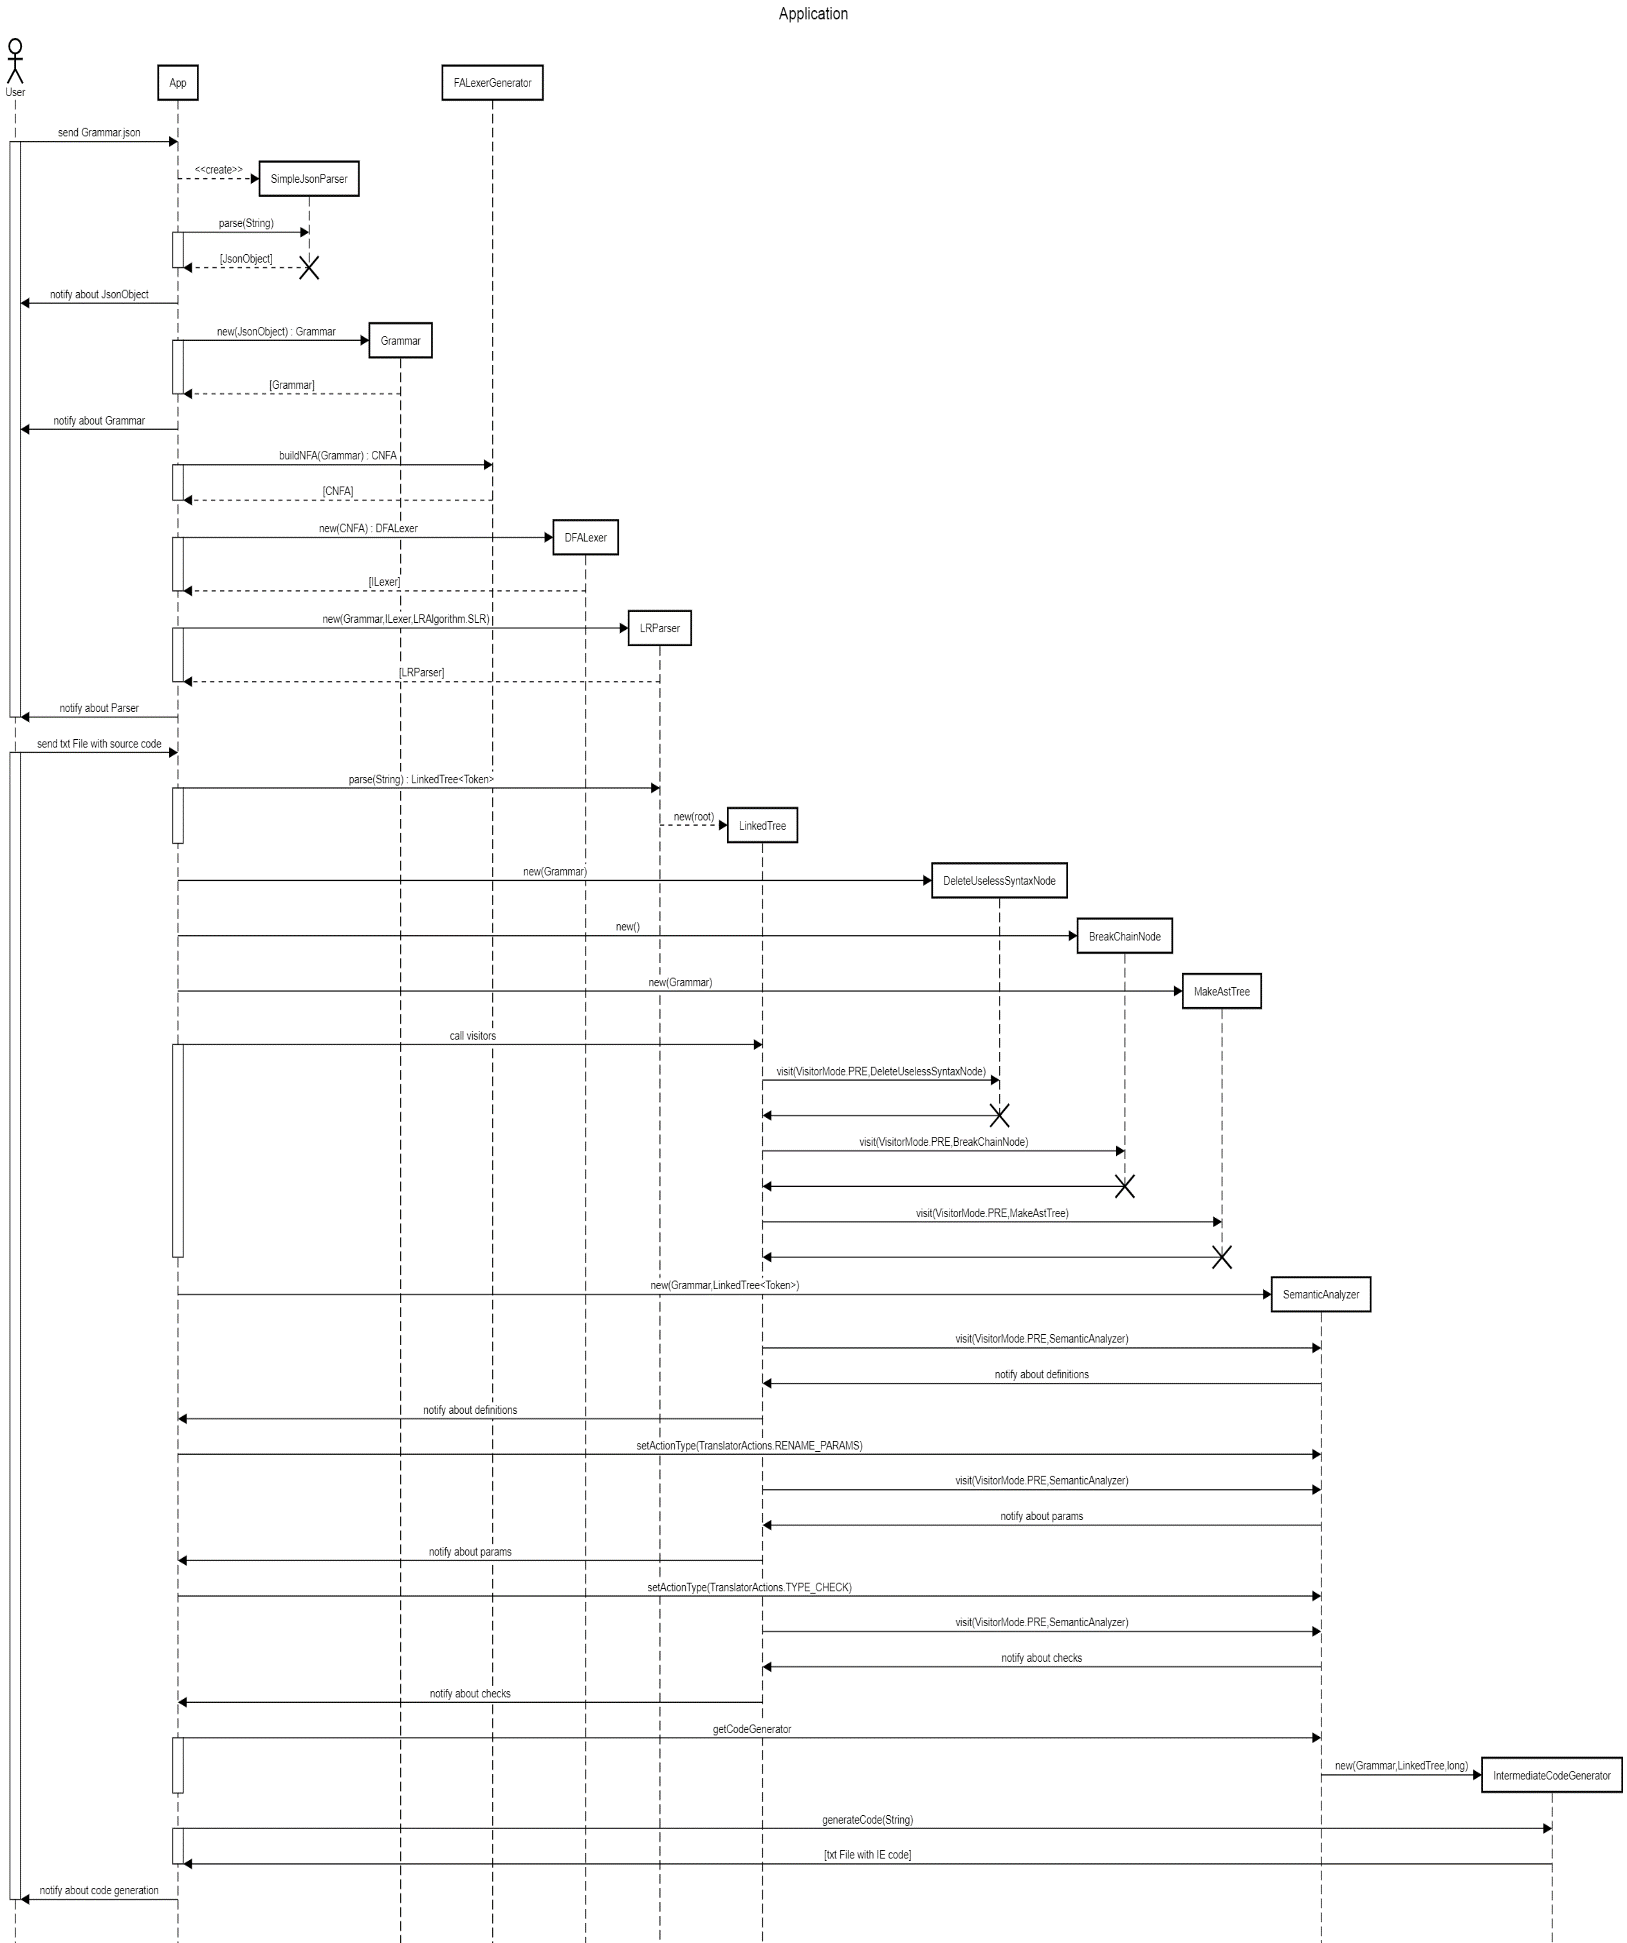 Application
User
App
FALexerGenerator
send Grammar.json
<<create>>
SimpleJsonParser
parse(String)
[JsonObject]
notify about JsonObject
new(JsonObject) : Grammar
Grammar
[Grammar]
notify about Grammar
buildNFA(Grammar) : CNFA
[CNFA]
new(CNFA) : DFALexer
DFALexer
[ILexer]
new(Grammar,ILexer,LRAlgorithm.SLR)
LRParser
[LRParser]
notify about Parser
send txt File with source code
parse(String) : LinkedTree<Token>
new(root)
LinkedTree
new(Grammar)
DeleteUselessSyntaxNode
new()
BreakChainNode
new(Grammar)
MakeAstTree
call visitors
visit(VisitorMode.PRE,DeleteUselessSyntaxNode)
visit(VisitorMode.PRE,BreakChainNode)
visit(VisitorMode.PRE,MakeAstTree)
new(Grammar,LinkedTree<Token>)
SemanticAnalyzer
visit(VisitorMode.PRE,SemanticAnalyzer)
notify about definitions
notify about definitions
setActionType(TranslatorActions.RENAME_PARAMS)
visit(VisitorMode.PRE,SemanticAnalyzer)
notify about params
notify about params
setActionType(TranslatorActions.TYPE_CHECK)
visit(VisitorMode.PRE,SemanticAnalyzer)
notify about checks
notify about checks
getCodeGenerator
new(Grammar,LinkedTree,long)
IntermediateCodeGenerator
generateCode(String)
[txt File with IE code]
notify about code generation